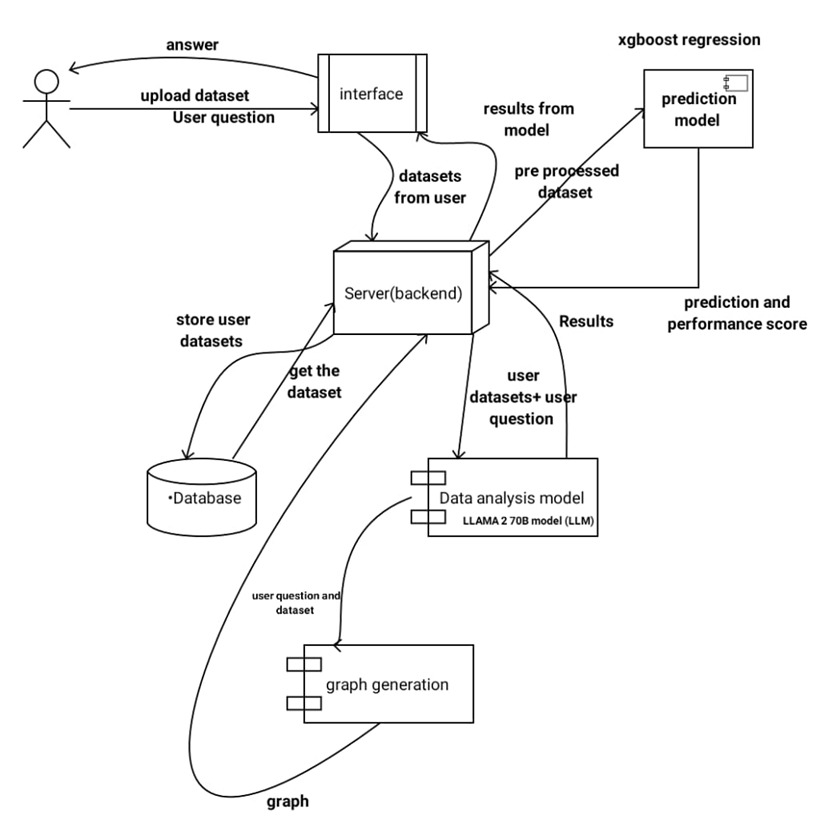 xgboost regression
answer
interface
upload dataset
User question
prediction
model
results from
model
pre processed
dataset
datasets
from user
Server(backend)
prediction and
performance score
store user
datasets
Results
get the
dataset
user
datasets+ user
question
•Database
Data analysis model
LLAMA 2 70B model (LLM)
user question and
dataset
graph generation
graph